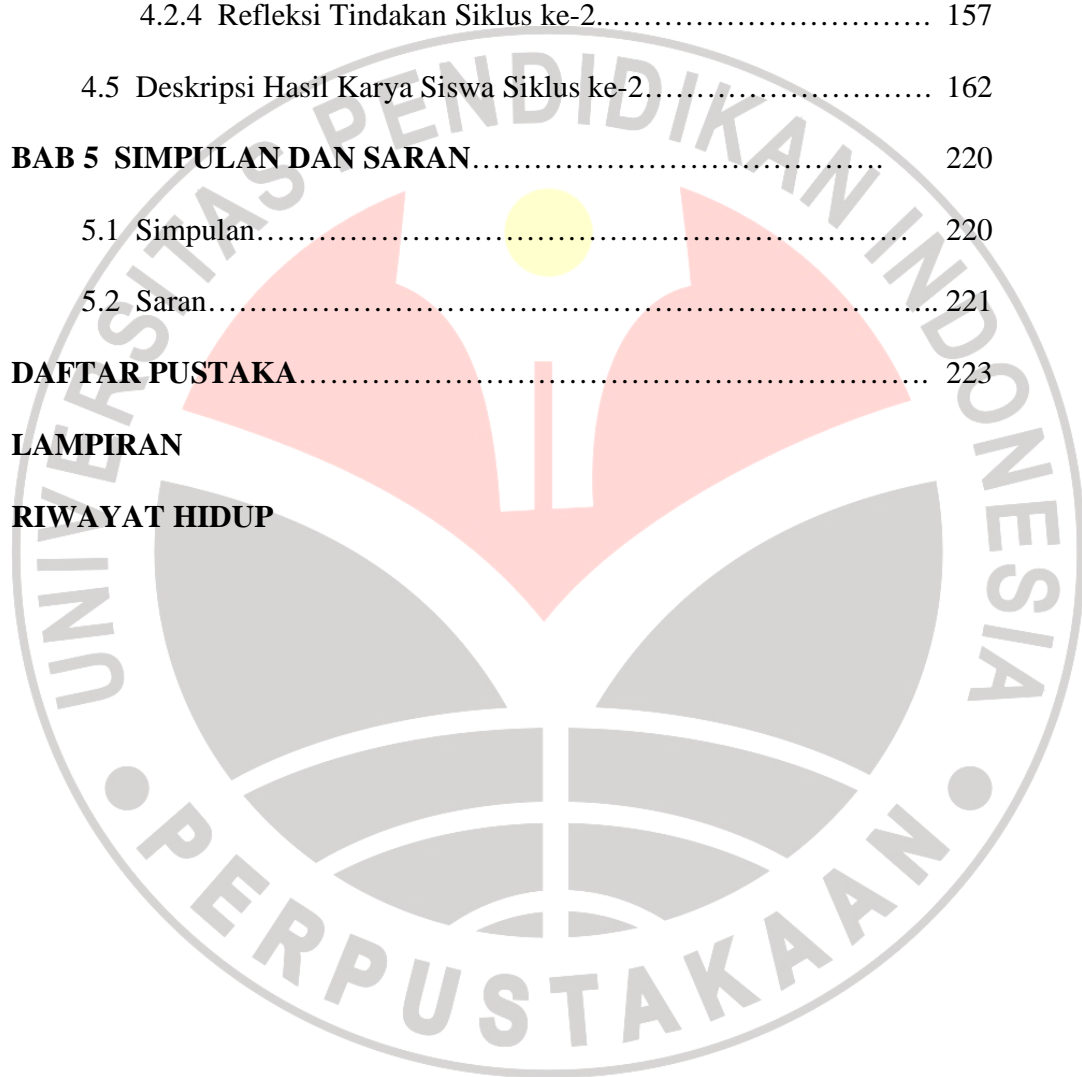 4.2.4 Refleksi Tindakan Siklus ke-2..…………………………. 157
4.5 Deskripsi Hasil Karya Siswa Siklus ke-2………………………. 162
BAB 5 SIMPULAN DAN SARAN…………………………………. 220
5.1 Simpulan……………………………………………………… 220
5.2 Saran…………………………………………………………….. 221
DAFTAR PUSTAKA……………………………………………………. 223
LAMPIRAN
RIWAYAT HIDUP
UNIVERSITAS PENDIDIKAN INDONESIA
PERPUSTAKAAN